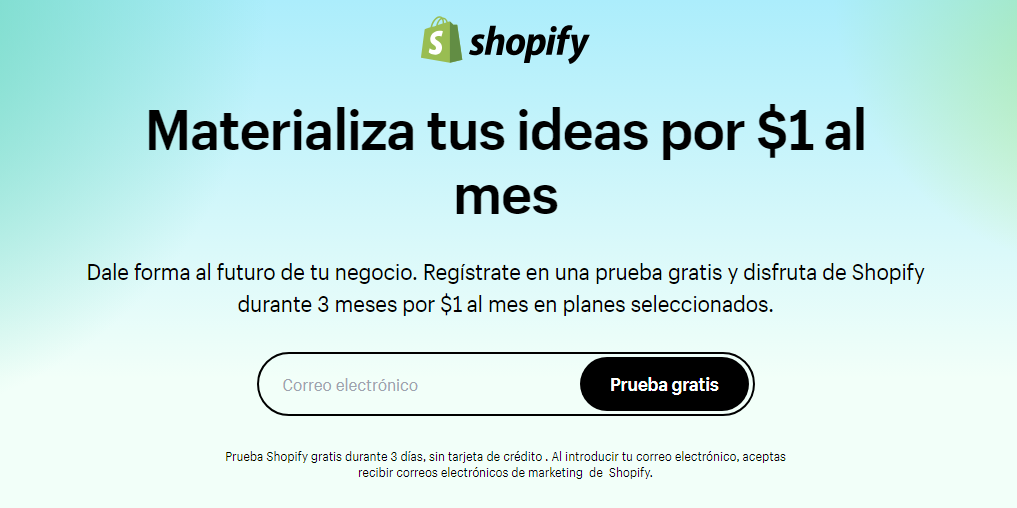 shopify
Materializa tus ideas por $1 al
mes
Dale forma al futuro de tu negocio. Regístrate en una prueba gratis y disfruta de Shopify
durante 3 meses por $1 al mes en planes seleccionados.
Correo electrónico
Prueba gratis
Prueba Shopify gratis durante 3 días, sin tarjeta de crédito . Al introducir tu correo electrónico, aceptas
recibir correos electrónicos de marketing de Shopify.